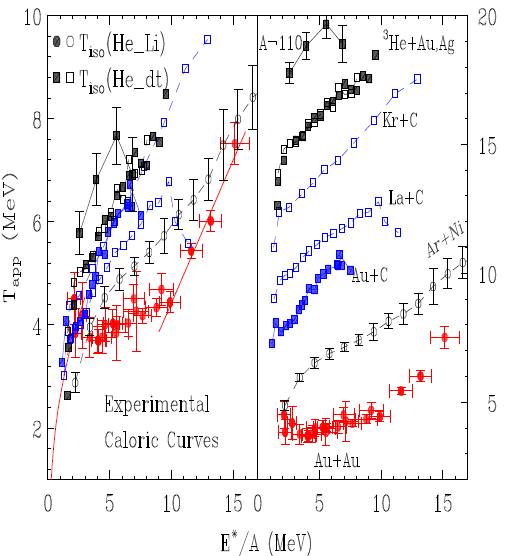 10
20
T_iso(He_Li)
A¬110
³He+Au,Ag
T_iso(He_dt)
Kr+C
8
15
La+C
Ar+Ni
6
T_app (MeV)
Au+C
10
4
Experimental
5
Caloric Curves
2
Au+Au
0 5 10 15 0 5 10 15
E*/A (MeV)